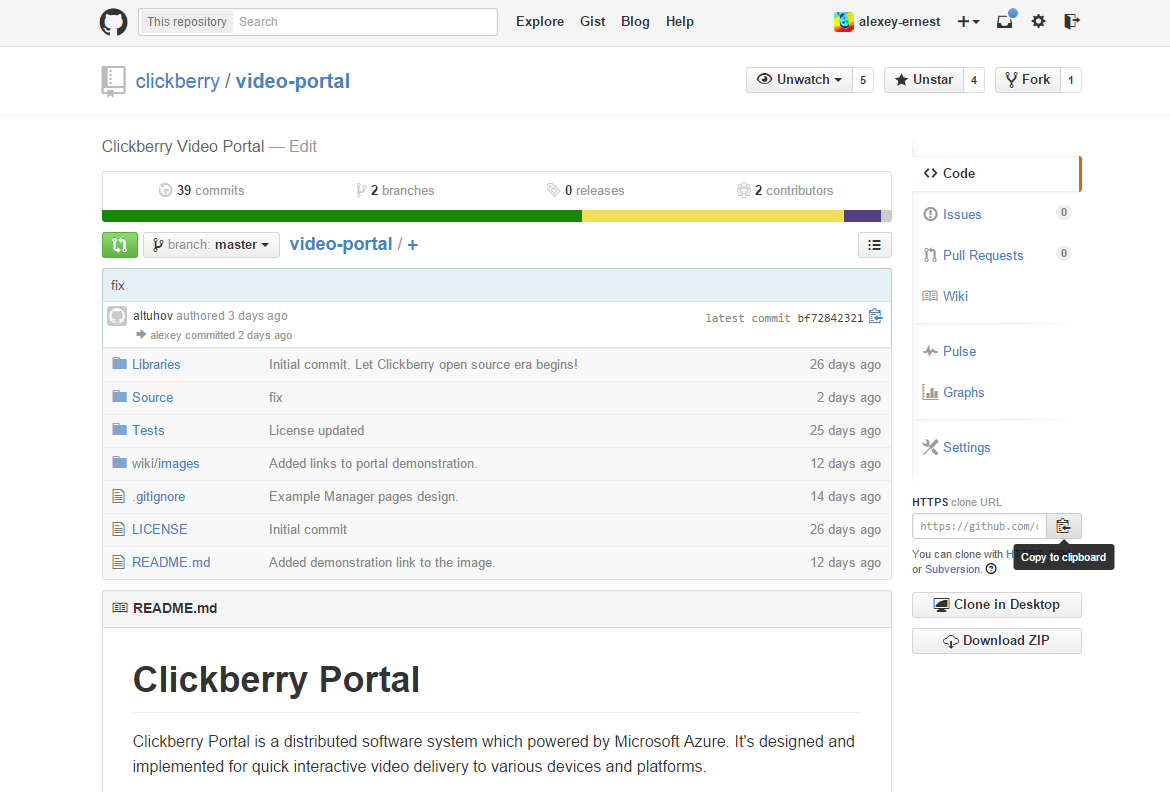 This repository Search Explore Gist Blog Help alexey-ernest
clickberry / video-portal Unwatch 5 Unstar 4 Fork 1
Clickberry Video Portal — Edit
39 commits 2 branches 0 releases 2 contributors
branch: master video-portal / +
fix
altuhov authored 3 days ago latest commit bf72842321
alexey committed 2 days ago
Libraries Initial commit. Let Clickberry open source era begins! 26 days ago
Source fix 2 days ago
Tests License updated 25 days ago
wiki/images Added links to portal demonstration. 12 days ago
.gitignore Example Manager pages design. 14 days ago
LICENSE Initial commit 26 days ago
README.md Added demonstration link to the image. 12 days ago
README.md
Clickberry Portal
Clickberry Portal is a distributed software system which powered by Microsoft Azure. It's designed and
implemented for quick interactive video delivery to various devices and platforms.
Code
Issues 0
Pull Requests 0
Wiki
Pulse
Graphs
Settings
HTTPS clone URL
https://github.com/
You can clone with
Copy to clipboard
or Subversion.
Clone in Desktop
Download ZIP